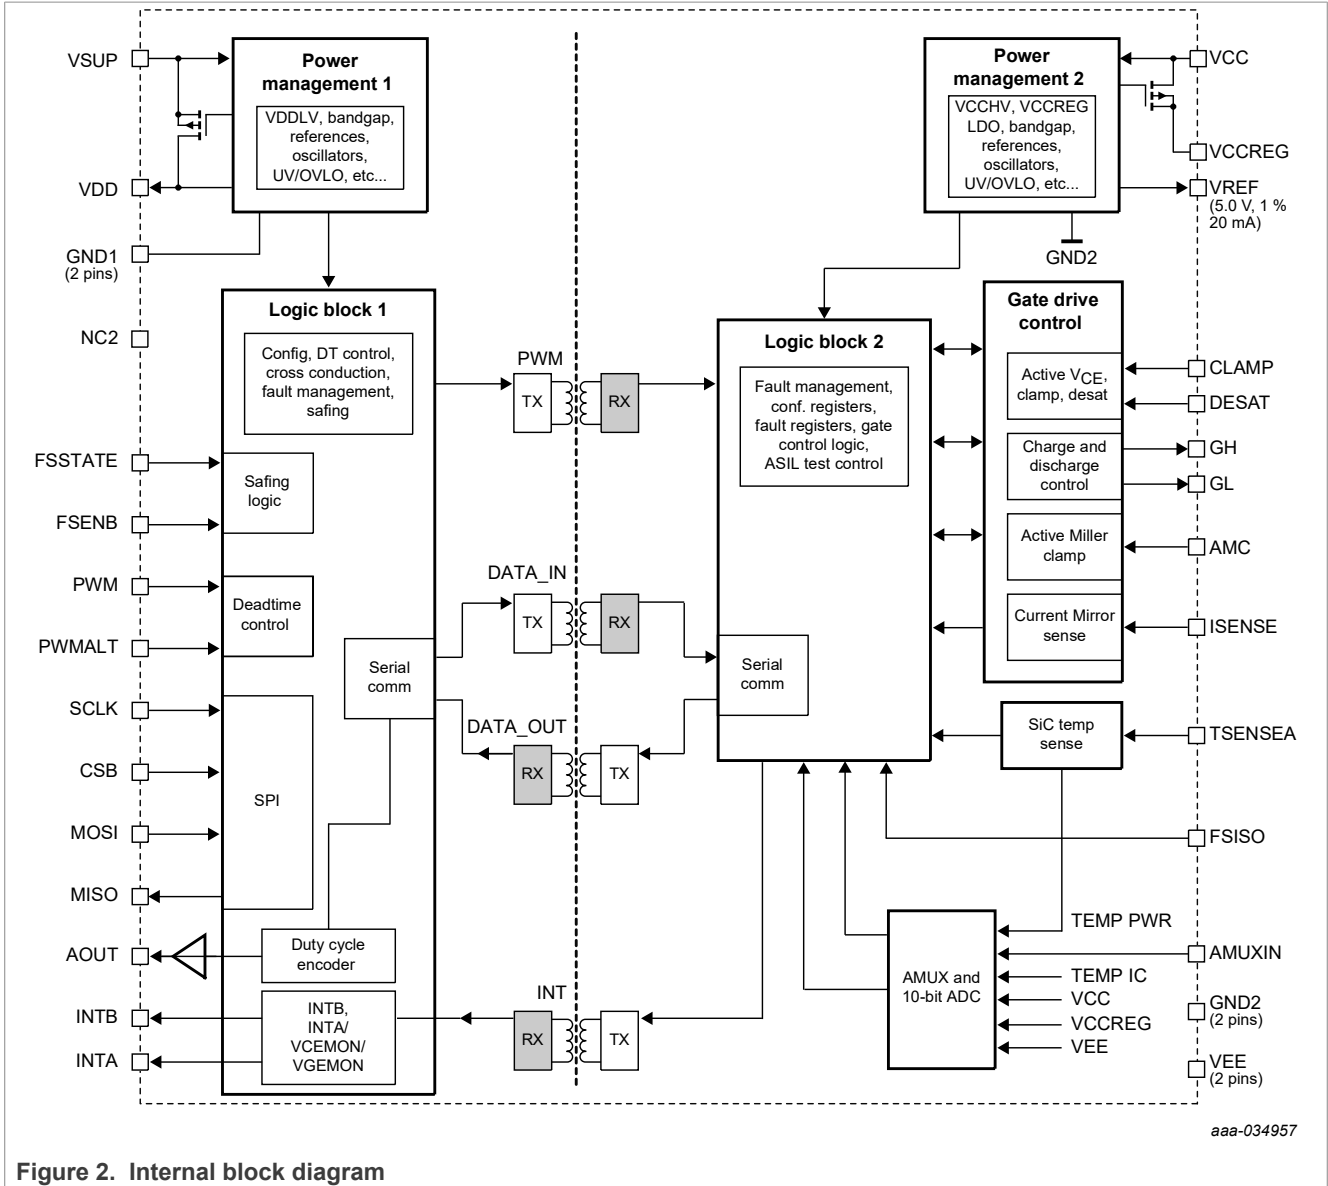 VSUP
VDD
GND1
(2 pins)
NC2
FSSTATE
FSENB
PWM
PWMALT
SCLK
CSB
MOSI
MISO
AOUT
INTB
INTA
Power
management 1
VDDLV, bandgap,
references,
oscillators,
UV/OVLO, etc...
Logic block 1
Config, DT control,
cross conduction,
fault management,
safing
Safing
logic
Deadtime
control
Serial
comm
SPI
Duty cycle
encoder
INTB,
INTA/
VCEMON/
VGEMON
PWM
TX
RX
DATA_IN
TX
RX
DATA_OUT
RX
TX
INT
RX
TX
Power
management 2
VCCHV, VCCREG
LDO, bandgap,
references,
oscillators,
UV/OVLO, etc...
GND2
Logic block 2
Fault management,
conf. registers,
fault registers, gate
control logic,
ASIL test control
Serial
comm
Gate drive
control
Active VCE,
clamp, desat
Charge and
discharge
control
Active Miller
clamp
Current Mirror
sense
SiC temp
sense
AMUX and
10-bit ADC
TEMP PWR
TEMP IC
VCC
VCCREG
VEE
VCC
VCCREG
VREF
(5.0 V, 1 %
20 mA)
CLAMP
DESAT
GH
GL
AMC
ISENSE
TSENSEA
FSISO
AMUXIN
GND2
(2 pins)
VEE
(2 pins)
aaa-034957
Figure 2. Internal block diagram